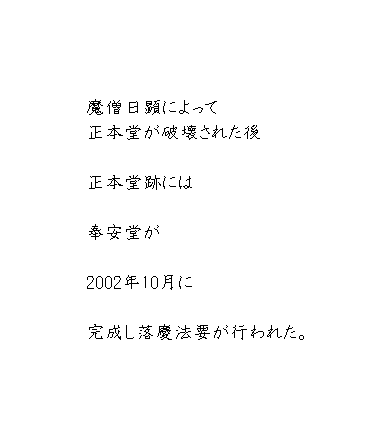 魔僧日顕によって
正本堂が破壊された後
正本堂跡には
奉安堂が
2002年10月に
完成し落慶法要が行われた。